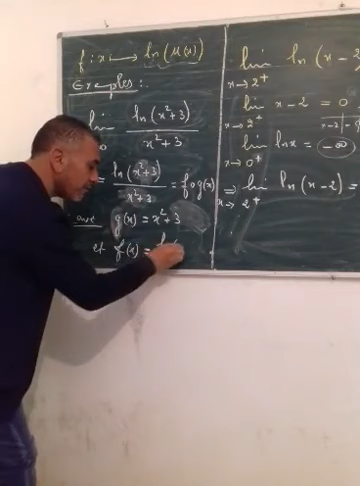 f: x ⟼ ln(u(x))
Examples:
lim ln(x²+3) / x²+3
= ln(x²+3) / x²+3 = f∘g(x)
avec g(x) = x²+3
et f(x) =
lim ln(x-2
x→2⁺
lim x-2 = 0
x→2⁺
lim ln x = -∞
x→0⁺
⇒ lim ln(x-2) =
x→2⁺